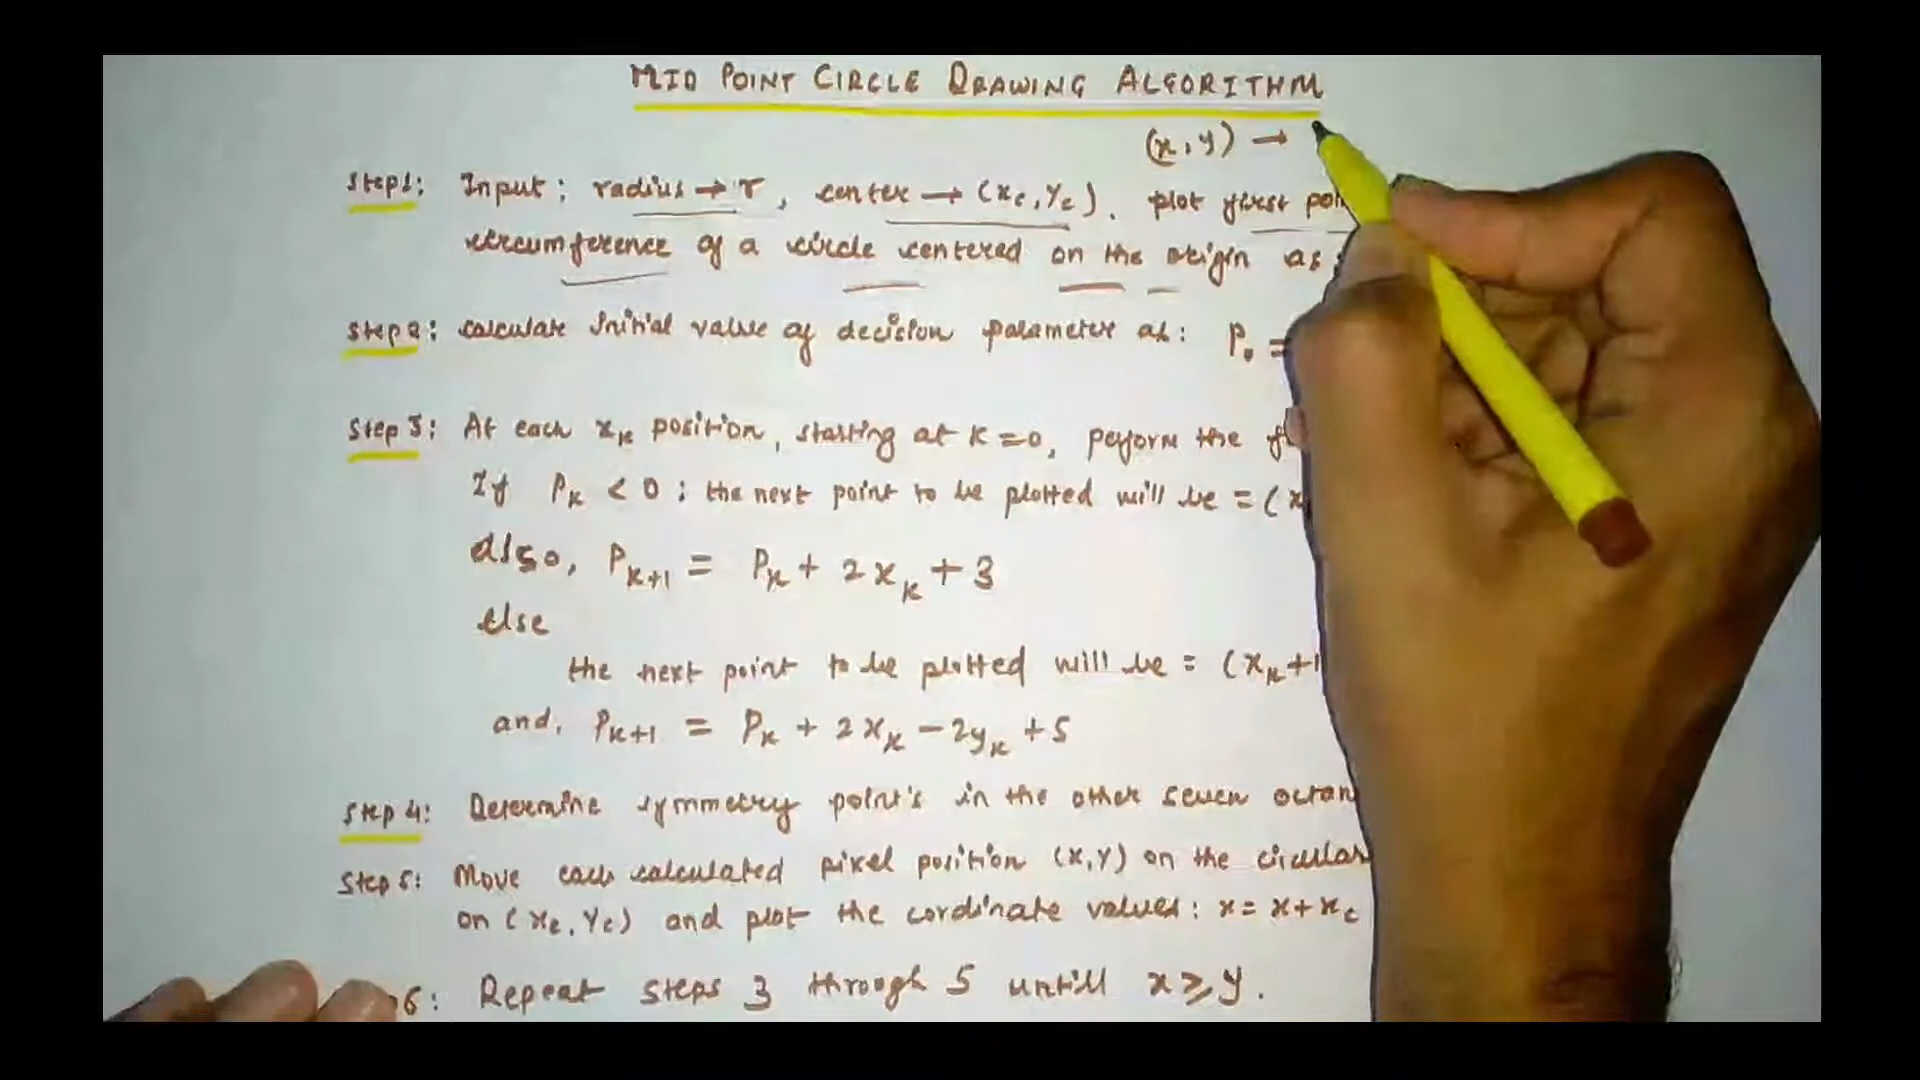 MID POINT CIRCLE DRAWING ALGORITHM
(x,y) →
Step1: Input: radius → r, center → (xc, yc). plot first
circumference of a circle centered on the origin as
Step2: calculate initial value of decision parameter as: P₀ =
Step 3: At each xk position, starting at K=0, perform the
If Pk < 0 : the next point to be plotted will be = (x
also, Pk+1 = Pk + 2xk + 3
else
the next point to be plotted will be = (xk+1
and, Pk+1 = Pk + 2xk - 2yk + 5
Step 4: Determine symmetry point's in the other seven
Step 5: Move each calculated pixel position (x,y) on the circular
on (xc, yc) and plot the cordinate values: x = x + xc
6: Repeat steps 3 through 5 untill x ≥ y.